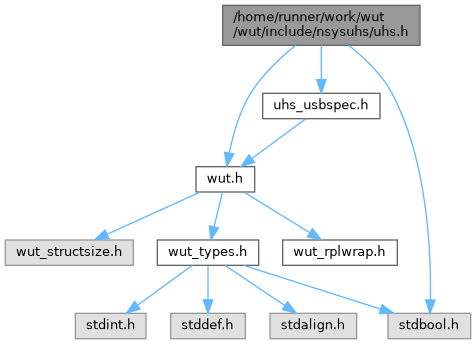 /home/runner/work/wut
/wut/include/nsysuhs/uhs.h
uhs_usbspec.h
wut.h
wut_structsize.h
wut_types.h
wut_rplwrap.h
stdint.h
stddef.h
stdalign.h
stdbool.h